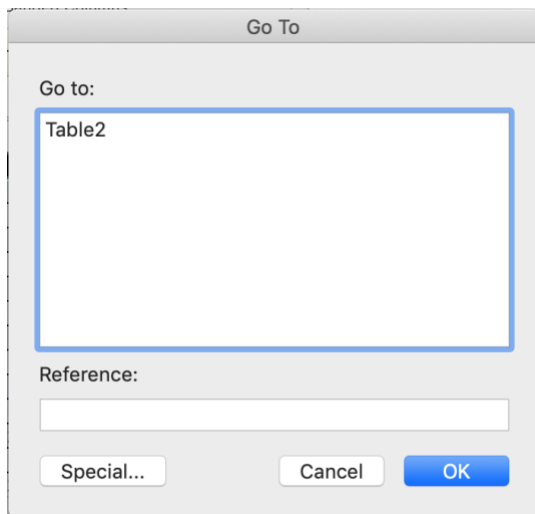 Go To
Go to:
Table2
Reference:
Special...
Cancel
OK